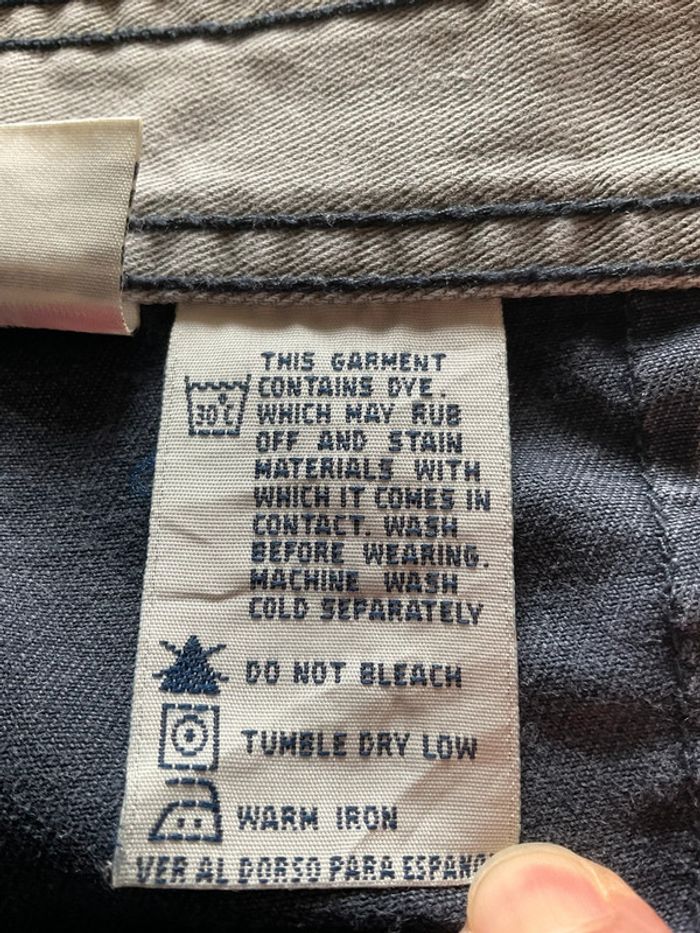 THIS GARMENT
CONTAINS DYE.
30°C WHICH MAY RUB
OFF AND STAIN
MATERIALS WITH
WHICH IT COMES IN
CONTACT. WASH
BEFORE WEARING.
MACHINE WASH
COLD SEPARATELY
DO NOT BLEACH
TUMBLE DRY LOW
WARM IRON
VER AL DORSO PARA ESPAN